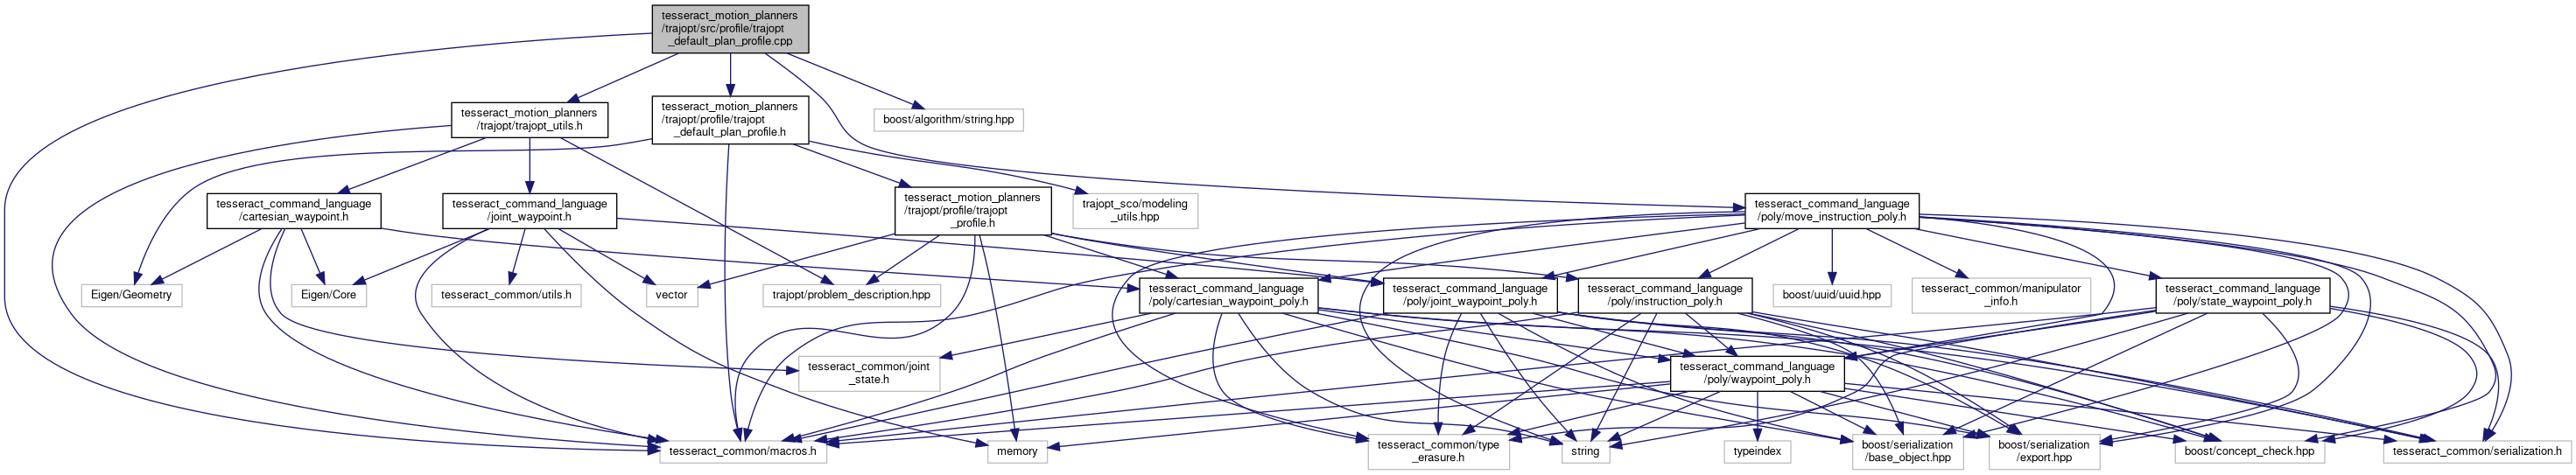 tesseract_motion_planners
/trajopt/src/profile/trajopt
_default_plan_profile.cpp
tesseract_motion_planners
/trajopt/trajopt_utils.h
tesseract_motion_planners
/trajopt/profile/trajopt
_default_plan_profile.h
boost/algorithm/string.hpp
tesseract_command_language
/cartesian_waypoint.h
tesseract_command_language
/joint_waypoint.h
tesseract_motion_planners
/trajopt/profile/trajopt
_profile.h
trajopt_sco/modeling
_utils.hpp
tesseract_command_language
/poly/move_instruction_poly.h
Eigen/Geometry
Eigen/Core
tesseract_common/utils.h
vector
trajopt/problem_description.hpp
tesseract_command_language
/poly/cartesian_waypoint_poly.h
tesseract_command_language
/poly/joint_waypoint_poly.h
tesseract_command_language
/poly/instruction_poly.h
boost/uuid/uuid.hpp
tesseract_common/manipulator
_info.h
tesseract_command_language
/poly/state_waypoint_poly.h
tesseract_common/joint
_state.h
tesseract_command_language
/poly/waypoint_poly.h
tesseract_common/macros.h
memory
tesseract_common/type
_erasure.h
string
typeindex
boost/serialization
/base_object.hpp
boost/serialization
/export.hpp
boost/concept_check.hpp
tesseract_common/serialization.h